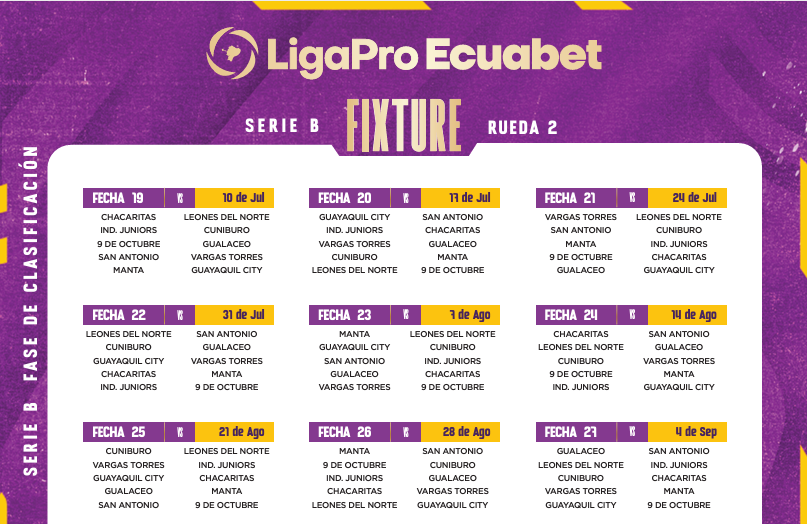 LigaPro Ecuabet
SERIE B FIXTURE RUEDA 2
SERIE B FASE DE CLASIFICACIÓN
FECHA 19 VS 10 de Jul
CHACARITAS LEONES DEL NORTE
IND. JUNIORS CUNIBURO
9 DE OCTUBRE GUALACEO
SAN ANTONIO VARGAS TORRES
MANTA GUAYAQUIL CITY
FECHA 20 VS 17 de Jul
GUAYAQUIL CITY SAN ANTONIO
IND. JUNIORS CHACARITAS
VARGAS TORRES GUALACEO
CUNIBURO MANTA
LEONES DEL NORTE 9 DE OCTUBRE
FECHA 21 VS 24 de Jul
VARGAS TORRES LEONES DEL NORTE
SAN ANTONIO CUNIBURO
MANTA IND. JUNIORS
9 DE OCTUBRE CHACARITAS
GUALACEO GUAYAQUIL CITY
FECHA 22 VS 31 de Jul
LEONES DEL NORTE SAN ANTONIO
CUNIBURO GUALACEO
GUAYAQUIL CITY VARGAS TORRES
CHACARITAS MANTA
IND. JUNIORS 9 DE OCTUBRE
FECHA 23 VS 7 de Ago
MANTA LEONES DEL NORTE
GUAYAQUIL CITY CUNIBURO
SAN ANTONIO IND. JUNIORS
GUALACEO CHACARITAS
VARGAS TORRES 9 DE OCTUBRE
FECHA 24 VS 14 de Ago
CHACARITAS SAN ANTONIO
LEONES DEL NORTE GUALACEO
CUNIBURO VARGAS TORRES
9 DE OCTUBRE MANTA
IND. JUNIORS GUAYAQUIL CITY
FECHA 25 VS 21 de Ago
CUNIBURO LEONES DEL NORTE
VARGAS TORRES IND. JUNIORS
GUAYAQUIL CITY CHACARITAS
GUALACEO MANTA
SAN ANTONIO 9 DE OCTUBRE
FECHA 26 VS 28 de Ago
MANTA SAN ANTONIO
9 DE OCTUBRE CUNIBURO
IND. JUNIORS GUALACEO
CHACARITAS VARGAS TORRES
LEONES DEL NORTE GUAYAQUIL CITY
FECHA 27 VS 4 de Sep
GUALACEO SAN ANTONIO
LEONES DEL NORTE IND. JUNIORS
CUNIBURO CHACARITAS
VARGAS TORRES MANTA
GUAYAQUIL CITY 9 DE OCTUBRE